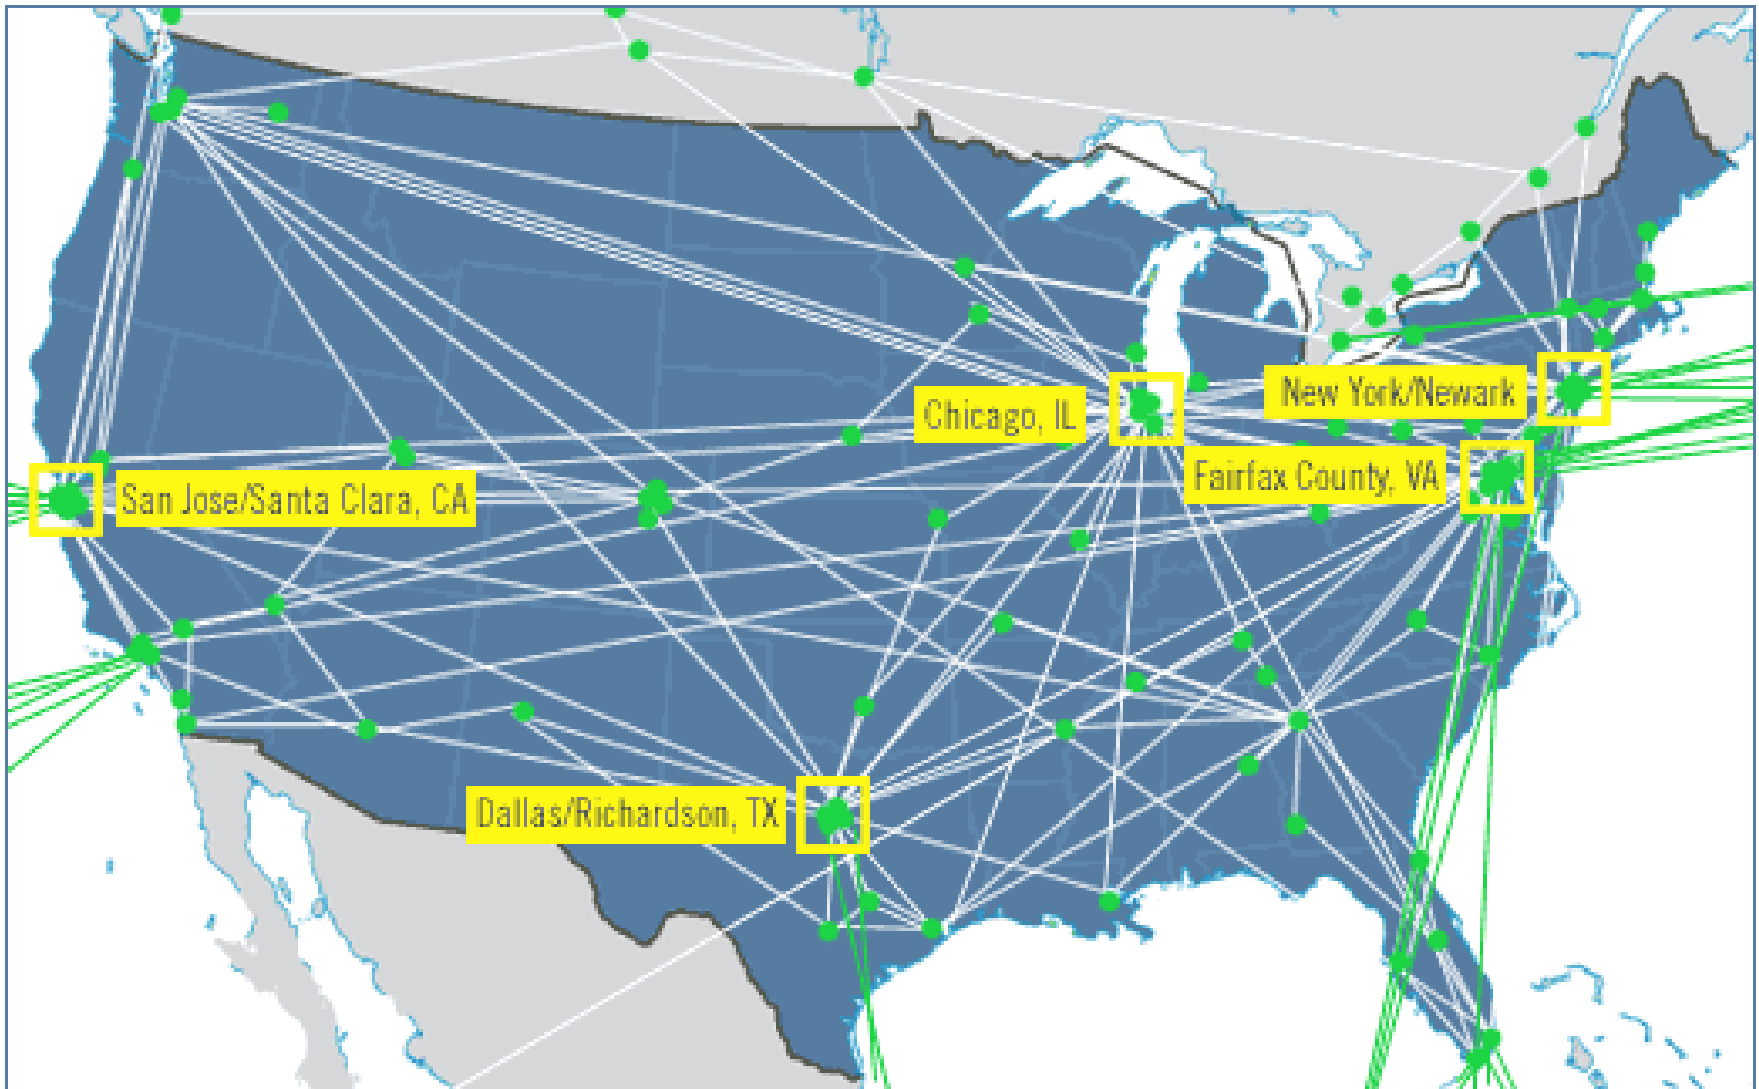 New York/Newark
Chicago, IL
Fairfax County, VA
San Jose/Santa Clara, CA
Dallas/Richardson, TX